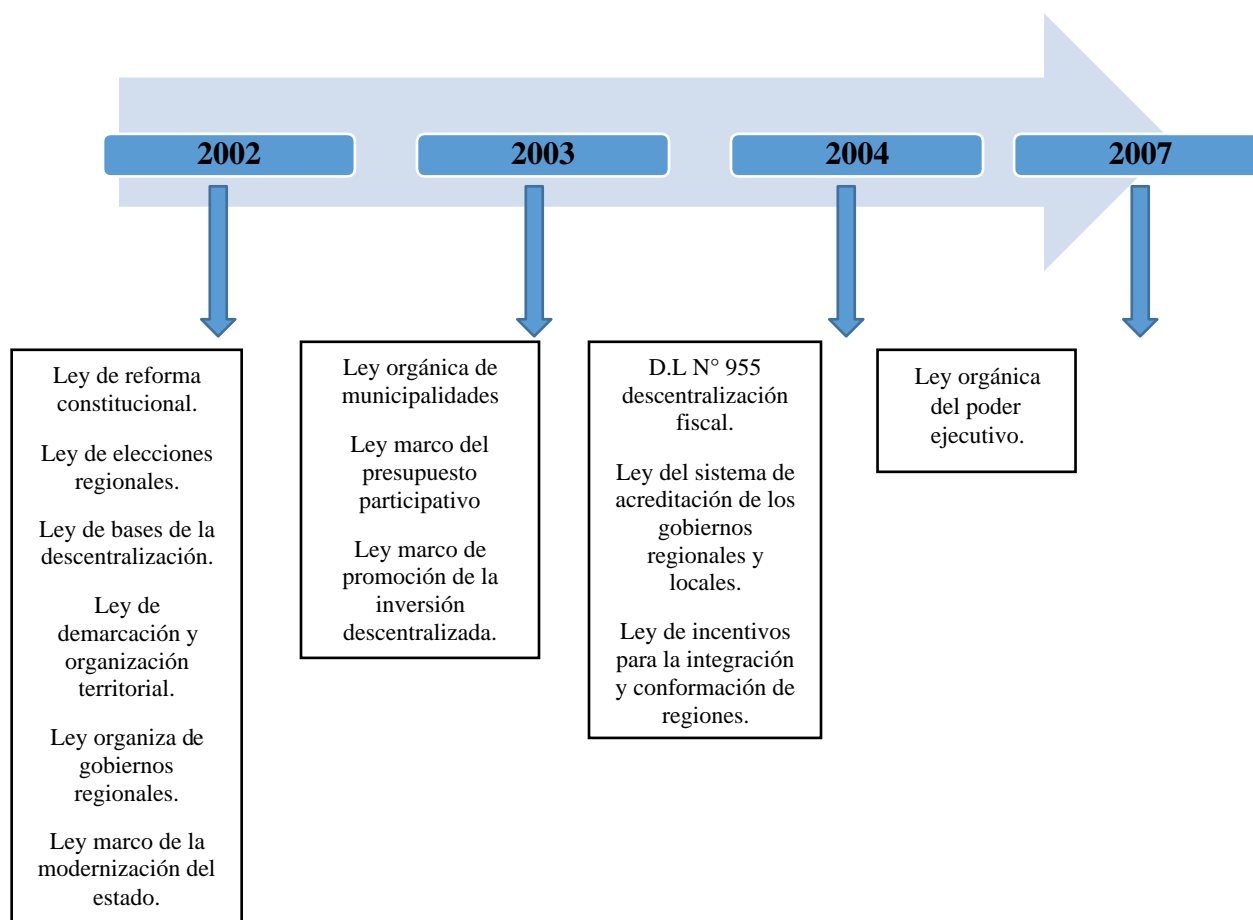 2002
2003
2004
2007
Ley de reforma
constitucional.
Ley de elecciones
regionales.
Ley de bases de la
descentralización.
Ley de
demarcación y
organización
territorial.
Ley organiza de
gobiernos
regionales.
Ley marco de la
modernización del
estado.
Ley orgánica de
municipalidades
Ley marco del
presupuesto
participativo
Ley marco de
promoción de la
inversión
descentralizada.
D.L N° 955
descentralización
fiscal.
Ley del sistema de
acreditación de los
gobiernos
regionales y
locales.
Ley de incentivos
para la integración
y conformación de
regiones.
Ley orgánica
del poder
ejecutivo.